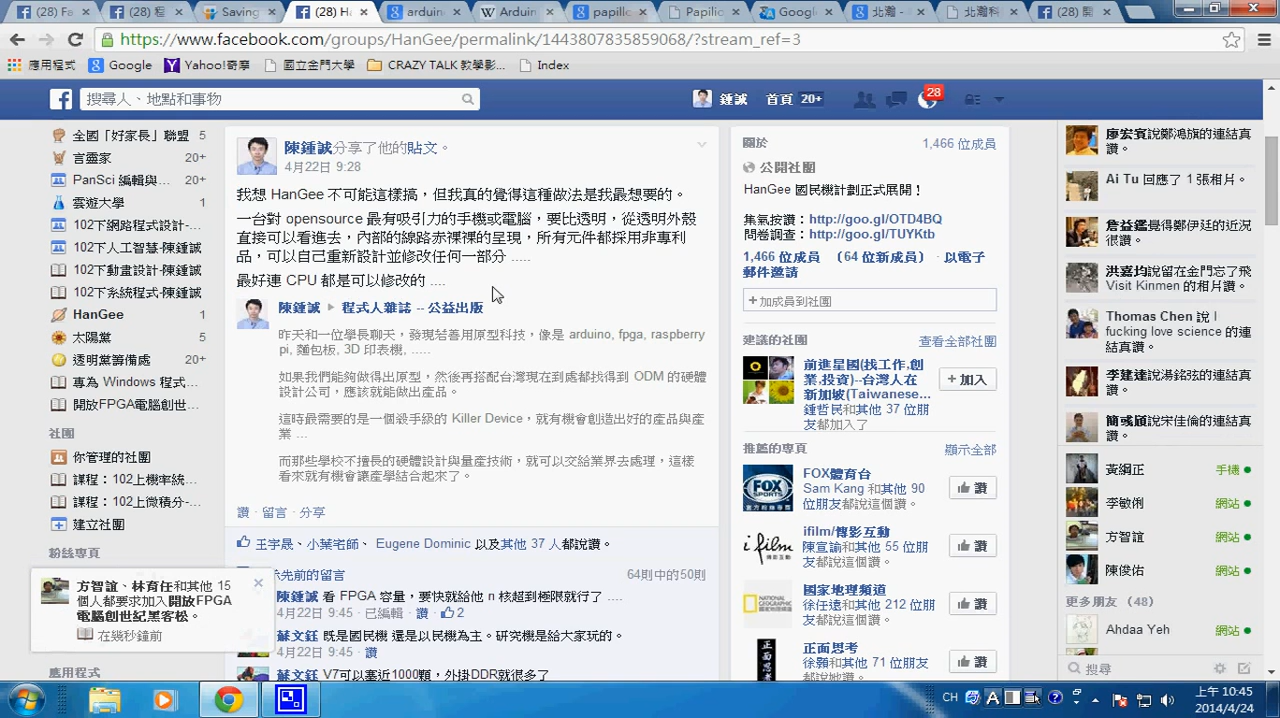 (28) Fa
(28) 程
Saving
(28) Ha
arduin
Arduin
papillo
Papilio
Google
北瀚 -
北瀚科
(28) 開
https://www.facebook.com/groups/HanGee/permalink/1443807835859068/?stream_ref=3
應用程式
Google
Yahoo!奇摩
國立金門大學
CRAZY TALK 教學影...
Index
搜尋人、地點和事物
鍾誠
首頁 20+
28
全國「好家長」聯盟 5
言靈家 20+
PanSci 編輯與... 20+
雲遊大學 1
102下網路程式設計-...
102下人工智慧-陳鍾誠
102下動畫設計-陳鍾誠
102下系統程式-陳鍾誠
HanGee 1
太陽黨 5
透明黨籌備處 20+
專為 Windows 程式...
開放FPGA電腦創世...
社團
你管理的社團
課程：102上機率統...
課程：102上微積分-...
建立社團
粉絲專頁
方智誼、林育任和其他 15
個人都要求加入開放FPGA
電腦創世紀黑客松。
在幾秒鐘前
應用程式
陳鍾誠分享了他的貼文。
4月22日 9:28
我想 HanGee 不可能這樣搞，但我真的覺得這種做法是我最想要的。
一台對 opensource 最有吸引力的手機或電腦，要比透明，從透明外殼
直接可以看進去，內部的線路赤裸裸的呈現，所有元件都採用非專利
品，可以自己重新設計並修改任何一部分 .....
最好連 CPU 都是可以修改的 ....
陳鍾誠 ▶ 程式人雜誌 -- 公益出版
昨天和一位學長聊天，發現若善用原型科技，像是 arduino, fpga, raspberry
pi, 麵包板, 3D 印表機, .....
如果我們能夠做得出原型，然後再搭配台灣現在到處都找得到 ODM 的硬體
設計公司，應該就能做出產品。
這時最需要的是一個殺手級的 Killer Device，就有機會創造出好的產品與產
業 ...
而那些學校不擅長的硬體設計與量產技術，就可以交給業界去處理，這樣
看來就有機會讓產學結合起來了。
讚 · 留言 · 分享
王宇晟、小葉老師、 Eugene Dominic 以及其他 37 人都說讚。
示先前的留言
64則中的50則
陳鍾誠 看 FPGA 容量，要快就給他 n 核超到極限就行了 ....
4月22日 9:45 · 已編輯 · 讚 · 2
蘇文鈺 既是國民機 還是以民機為主。研究機是給大家玩的。
4月22日 9:45 · 讚
蘇文鈺 V7可以塞近1000顆，外掛DDR就很多了
關於
1,466 位成員
公開社團
HanGee 國民機計劃正式展開！
集氣按讚：http://goo.gl/OTD4BQ
問卷調查：http://goo.gl/TUYKtb
1,466 位成員 （64 位新成員） · 以電子
郵件邀請
+加成員到社團
建議的社團
查看全部社團
前進星國(找工作,創
業,投資)--台灣人在
新加坡(Taiwanese...
鍾哲民和其他 37 位朋
友都加入了
+ 加入
推薦的專頁
顯示全部
FOX體育台
Sam Kang 和其他 90
位朋友都說這個讚。
讚
ifilm/傳影互動
陳宣諭和其他 55 位朋
友都說這個讚。
讚
國家地理頻道
徐任遠和其他 212 位朋
友都說這個讚。
讚
正面思考
徐顥和其他 71 位朋友
都說她讚。
讚
廖宏賓說鄭鴻旗的連結真
讚。
Ai Tu 回應了 1 張相片。
詹益鑑覺得鄭伊廷的近況
很讚。
洪嘉均說留在金門忘了飛
Visit Kinmen 的相片讚。
Thomas Chen 說 I
fucking love science 的連
結真讚。
李建達說湯銘弦的連結真
讚。
簡彧頠說宋佳倫的連結真
讚。
黃綱正 手機
李敏俐 網站
方智誼 網站
陳俊佑 網站
更多朋友 （48）
Ahdaa Yeh 網站
搜尋
CH
上午 10:45
2014/4/24